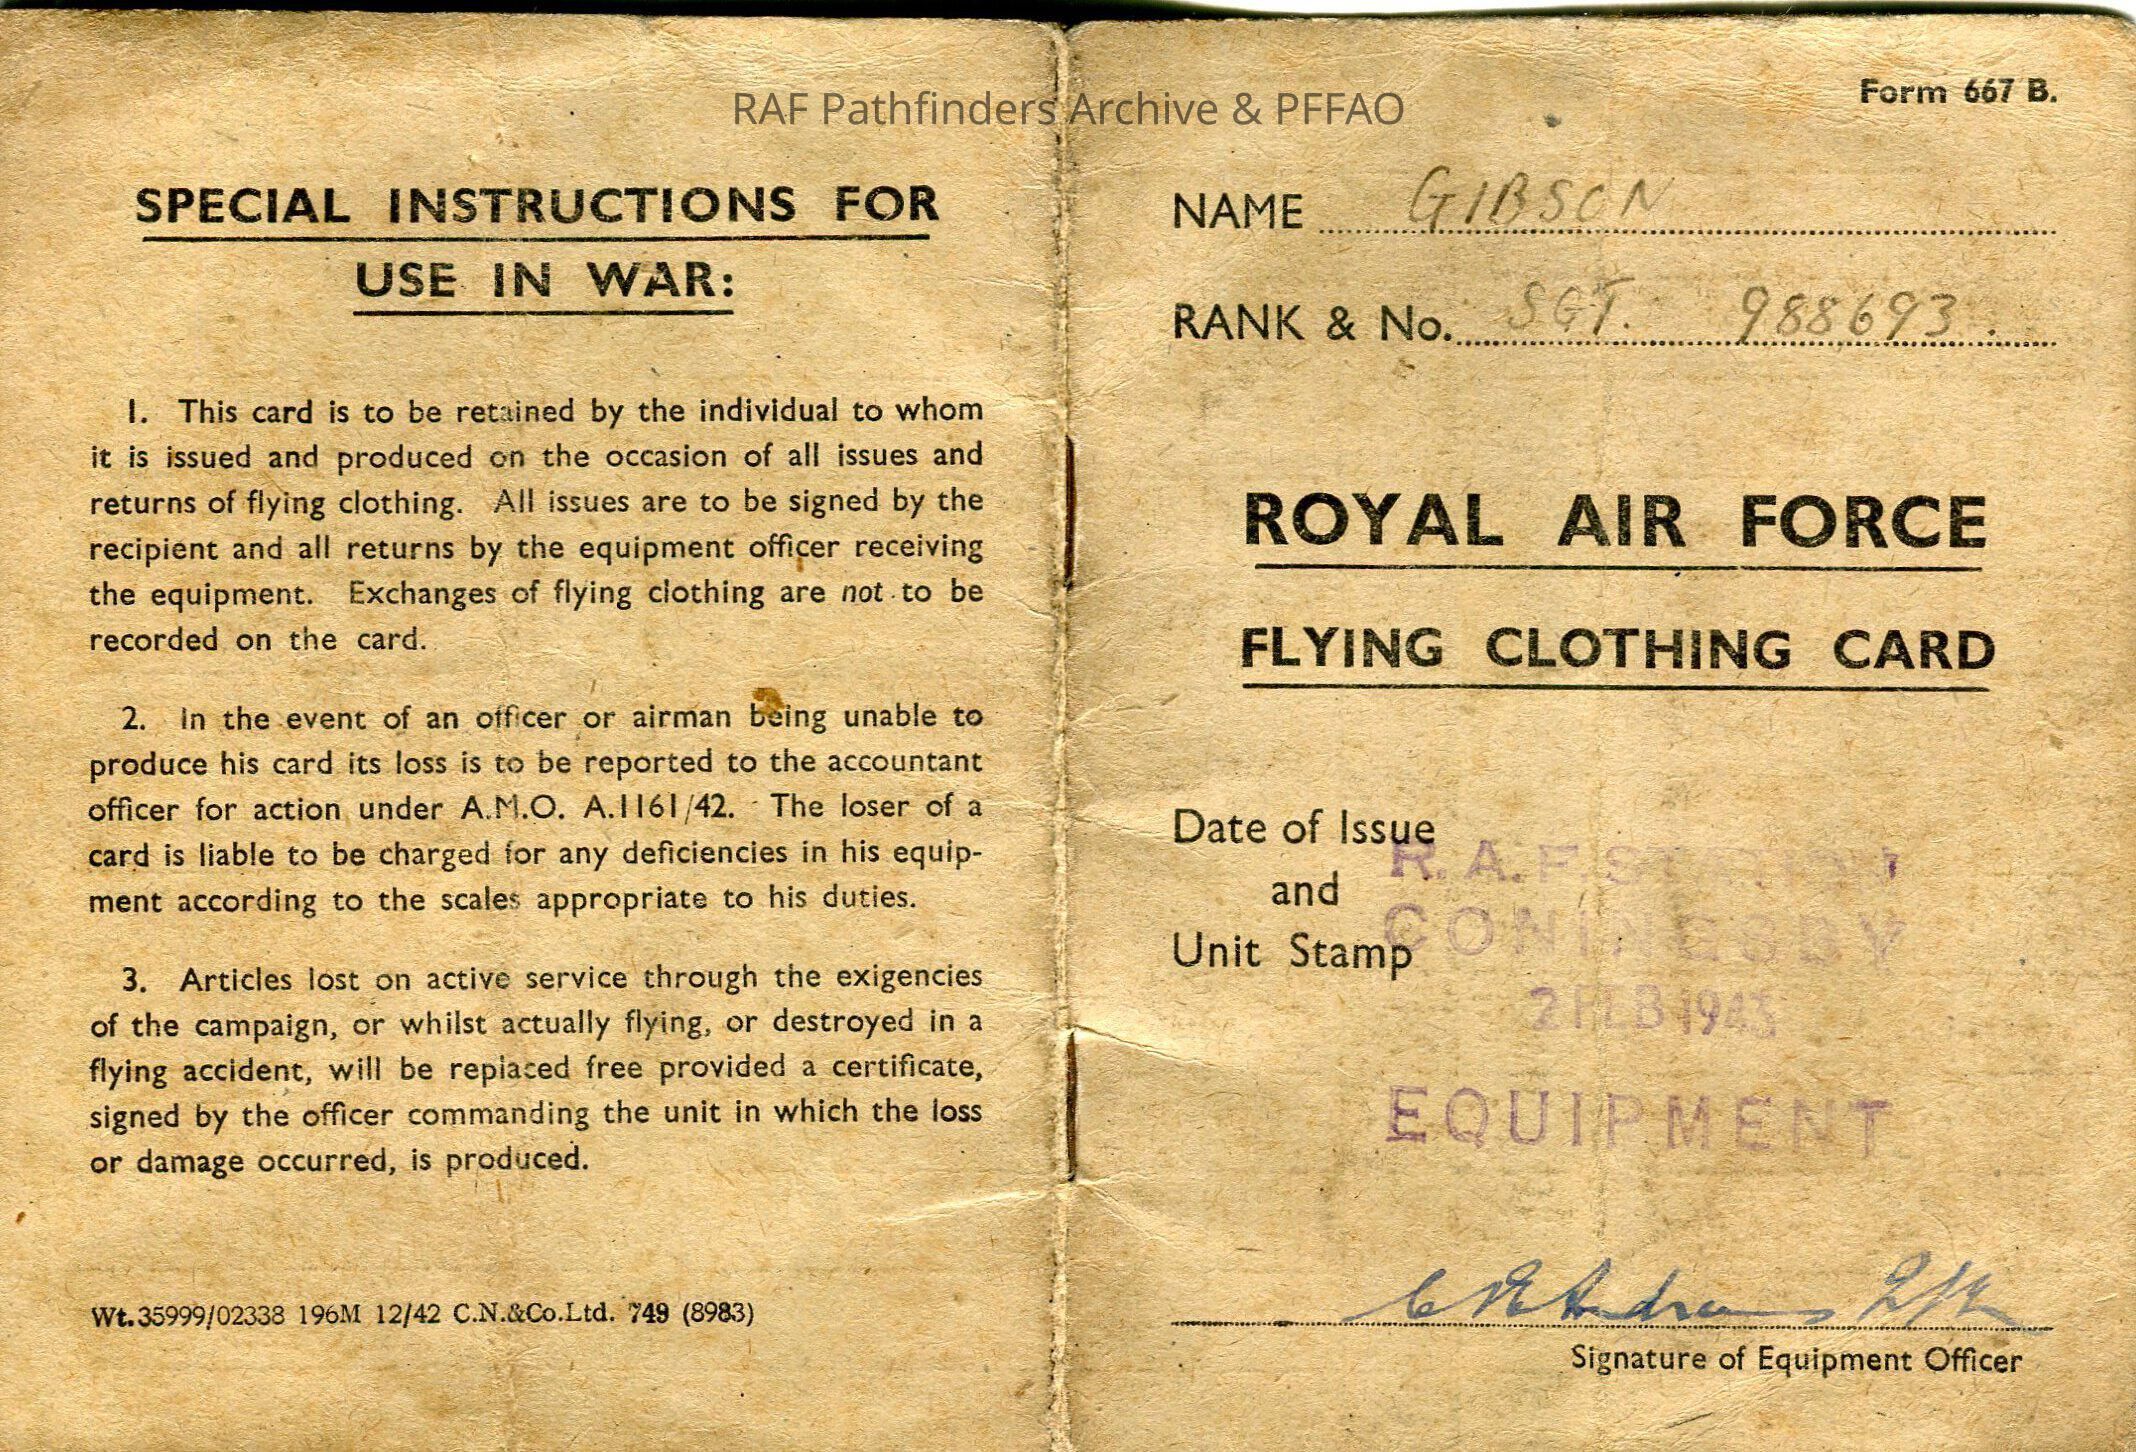 RAF Pathfinders Archive & PFFAO
SPECIAL INSTRUCTIONS FOR
USE IN WAR:
1. This card is to be retained by the individual to whom
it is issued and produced on the occasion of all issues and
returns of flying clothing. All issues are to be signed by the
recipient and all returns by the equipment officer receiving
the equipment. Exchanges of flying clothing are not to be
recorded on the card.
2. In the event of an officer or airman being unable to
produce his card its loss is to be reported to the accountant
officer for action under A.M.O. A.1161/42. The loser of a
card is liable to be charged for any deficiencies in his equip-
ment according to the scales appropriate to his duties.
3. Articles lost on active service through the exigencies
of the campaign, or whilst actually flying, or destroyed in a
flying accident, will be replaced free provided a certificate,
signed by the officer commanding the unit in which the loss
or damage occurred, is produced.
Wt.35999/02338 196M 12/42 C.N.&Co.Ltd. 749 (8983)
Form 667 B.
NAME GIBSON
RANK & No. SGT. 988693.
ROYAL AIR FORCE
FLYING CLOTHING CARD
Date of Issue
and
Unit Stamp
R.A.F. STATION
CONINGSBY
2 FEB 1943
EQUIPMENT
Signature of Equipment Officer